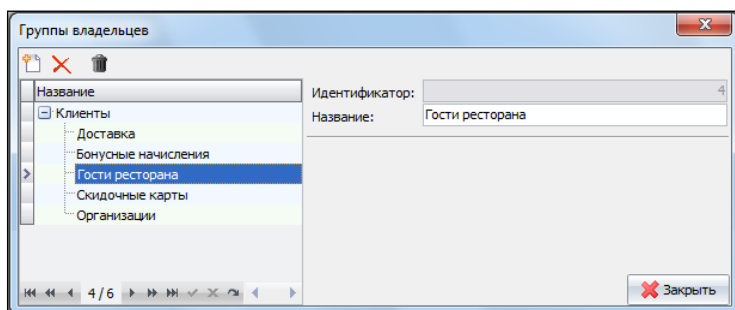 Группы владельцев
Название
Клиенты
Доставка
Бонусные начисления
Гости ресторана
Скидочные карты
Организации
4/6
Идентификатор: 4
Название: Гости ресторана
Закрыть